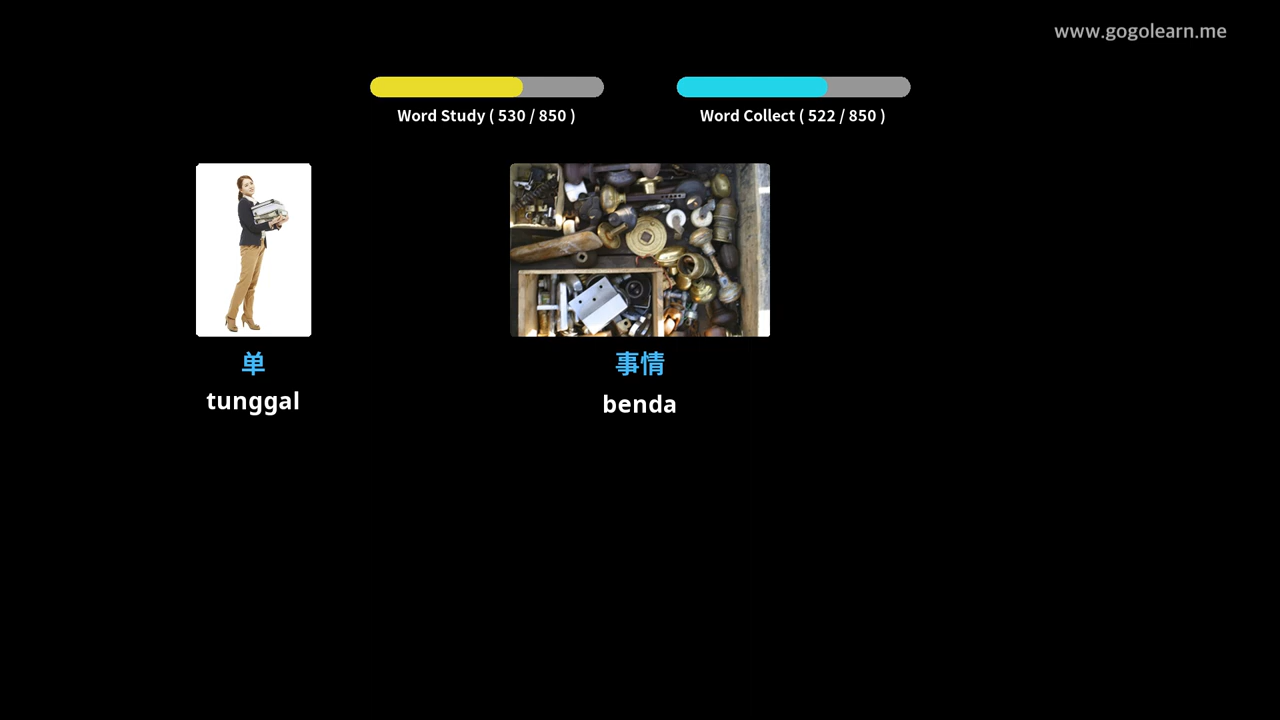 www.gogolearn.me
Word Study ( 530 / 850 )
Word Collect ( 522 / 850 )
单
tunggal
事情
benda